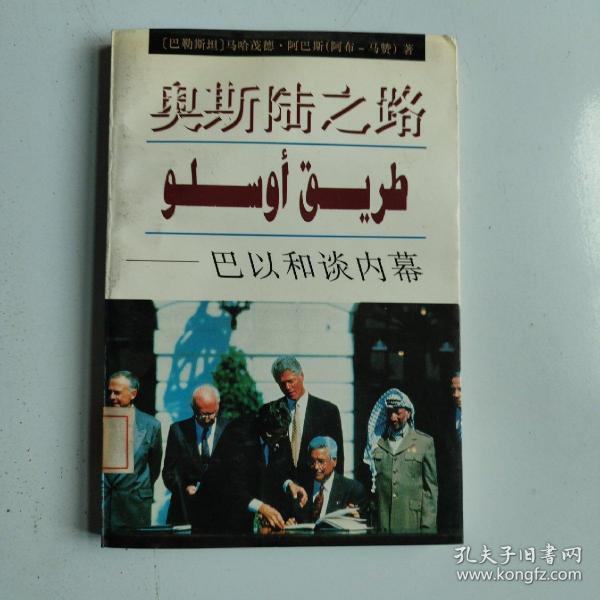 [巴勒斯坦]马哈茂德·阿巴斯(阿布-马赞) 著
奥斯陆之路
طريق أوسلو
——巴以和谈内幕
孔夫子旧书网
www.kongfz.com